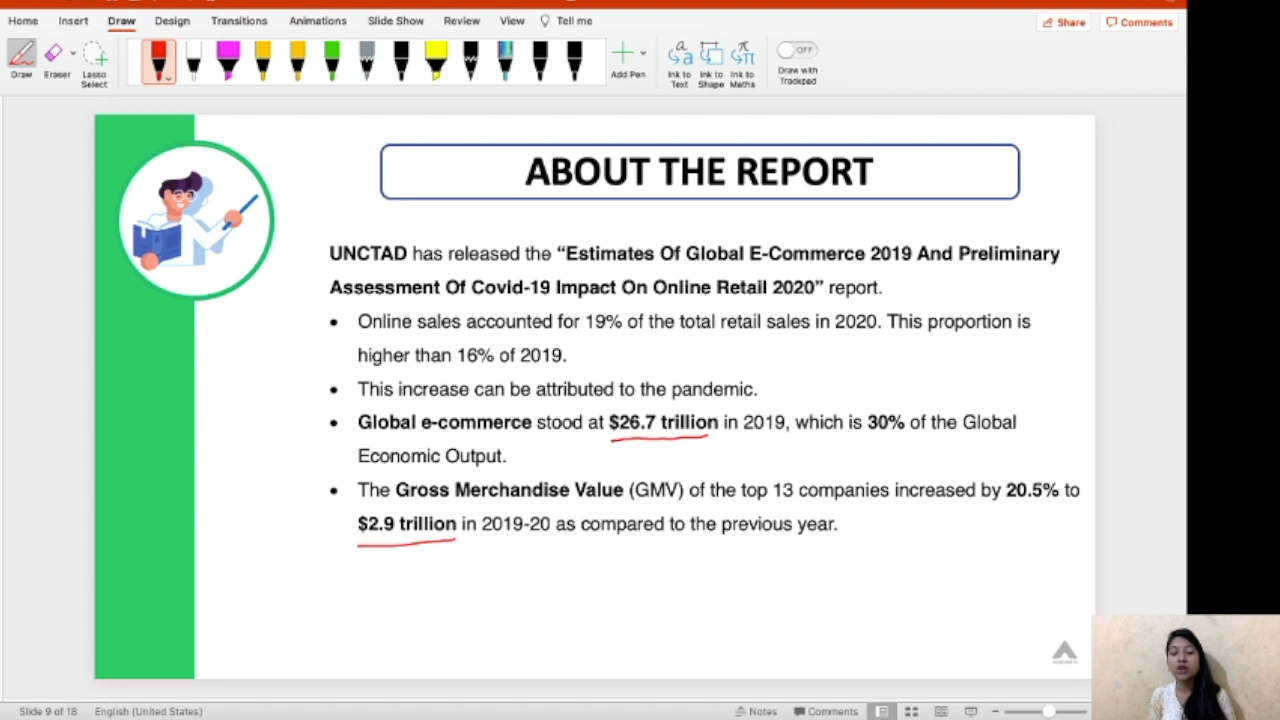 Home Insert Draw Design Transitions Animations Slide Show Review View Tell me Share Comments
Draw Eraser Lasso Select Add Pen Ink to Text Ink to Shape Ink to Maths OFF Draw with Trackpad
ABOUT THE REPORT
UNCTAD has released the “Estimates Of Global E-Commerce 2019 And Preliminary
Assessment Of Covid-19 Impact On Online Retail 2020” report.
• Online sales accounted for 19% of the total retail sales in 2020. This proportion is
higher than 16% of 2019.
• This increase can be attributed to the pandemic.
• Global e-commerce stood at $26.7 trillion in 2019, which is 30% of the Global
Economic Output.
• The Gross Merchandise Value (GMV) of the top 13 companies increased by 20.5% to
$2.9 trillion in 2019-20 as compared to the previous year.
Slide 9 of 18 English (United States) Notes Comments